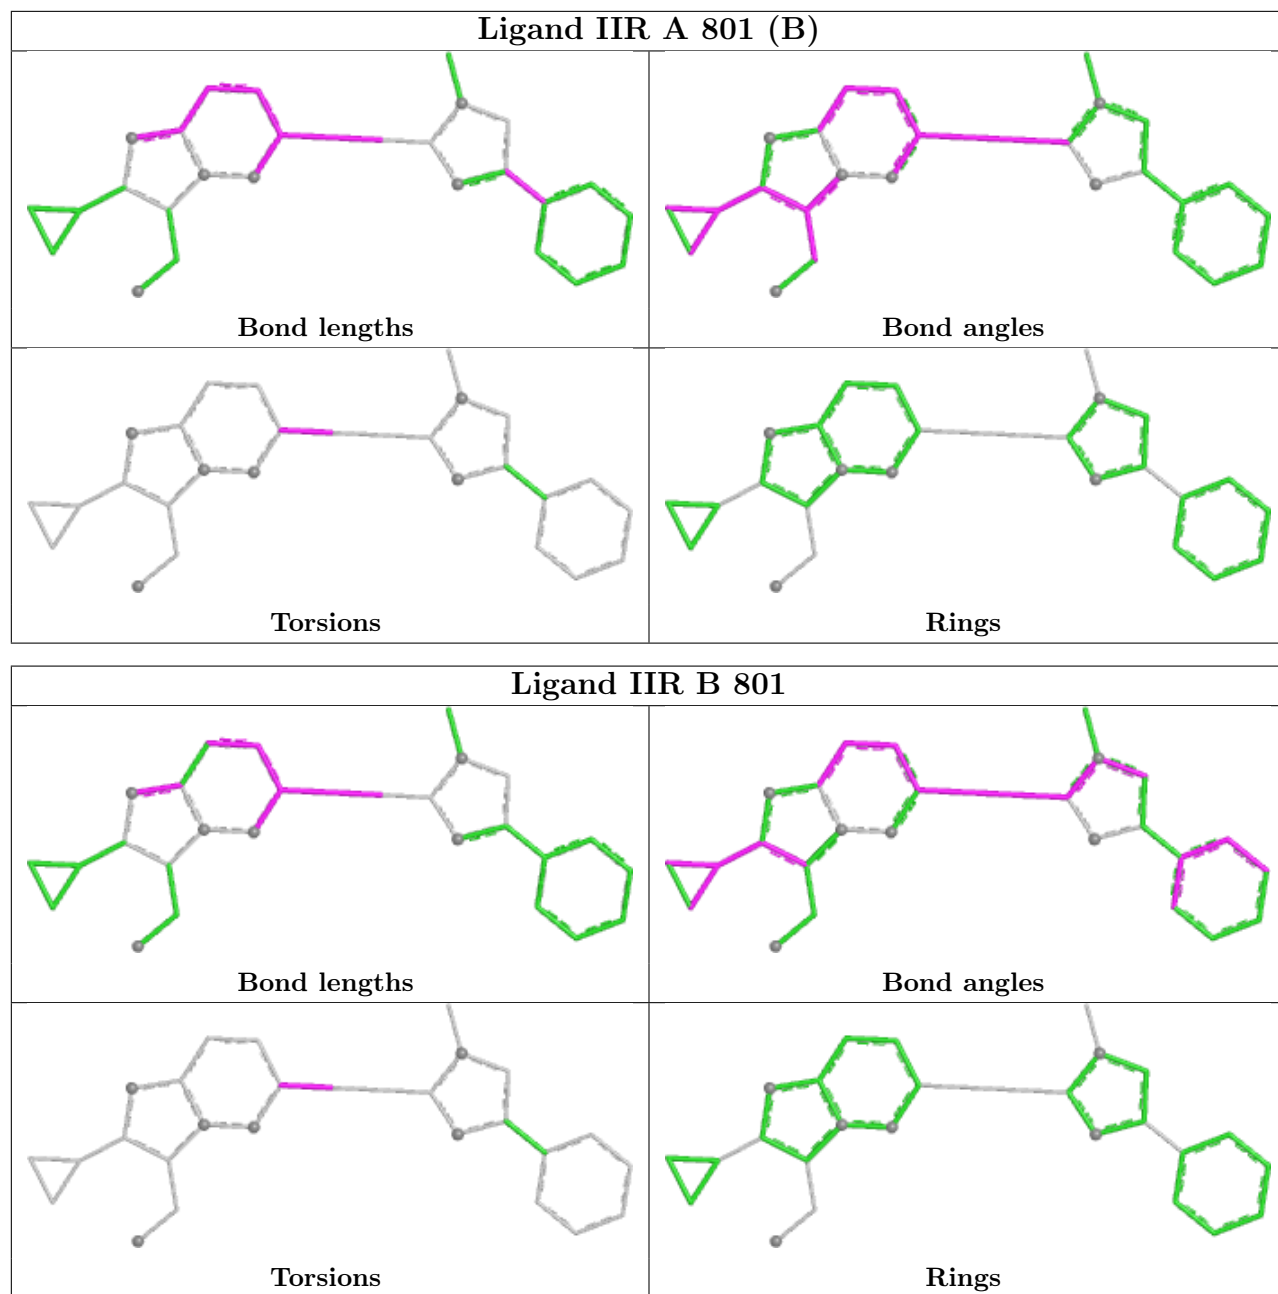 Ligand IIR A 801 (B)
Bond lengths
Bond angles
Torsions
Rings
Ligand IIR B 801
Bond lengths
Bond angles
Torsions
Rings